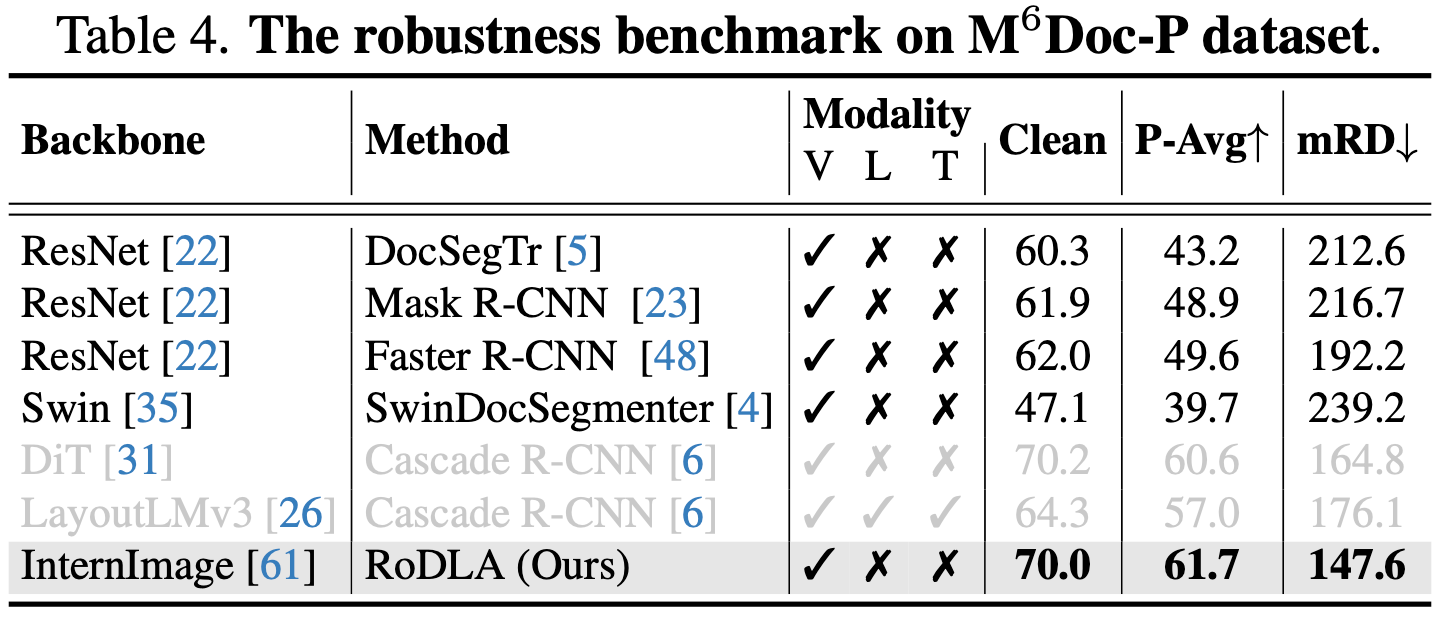 Table 4. The robustness benchmark on M⁶Doc-P dataset.
Backbone Method Modality V L T Clean P-Avg↑ mRD↓
ResNet [22] DocSegTr [5] ✓ ✗ ✗ 60.3 43.2 212.6
ResNet [22] Mask R-CNN [23] ✓ ✗ ✗ 61.9 48.9 216.7
ResNet [22] Faster R-CNN [48] ✓ ✗ ✗ 62.0 49.6 192.2
Swin [35] SwinDocSegmenter [4] ✓ ✗ ✗ 47.1 39.7 239.2
DiT [31] Cascade R-CNN [6] ✓ ✗ ✗ 70.2 60.6 164.8
LayoutLMv3 [26] Cascade R-CNN [6] ✓ ✓ ✓ 64.3 57.0 176.1
InternImage [61] RoDLA (Ours) ✓ ✗ ✗ 70.0 61.7 147.6